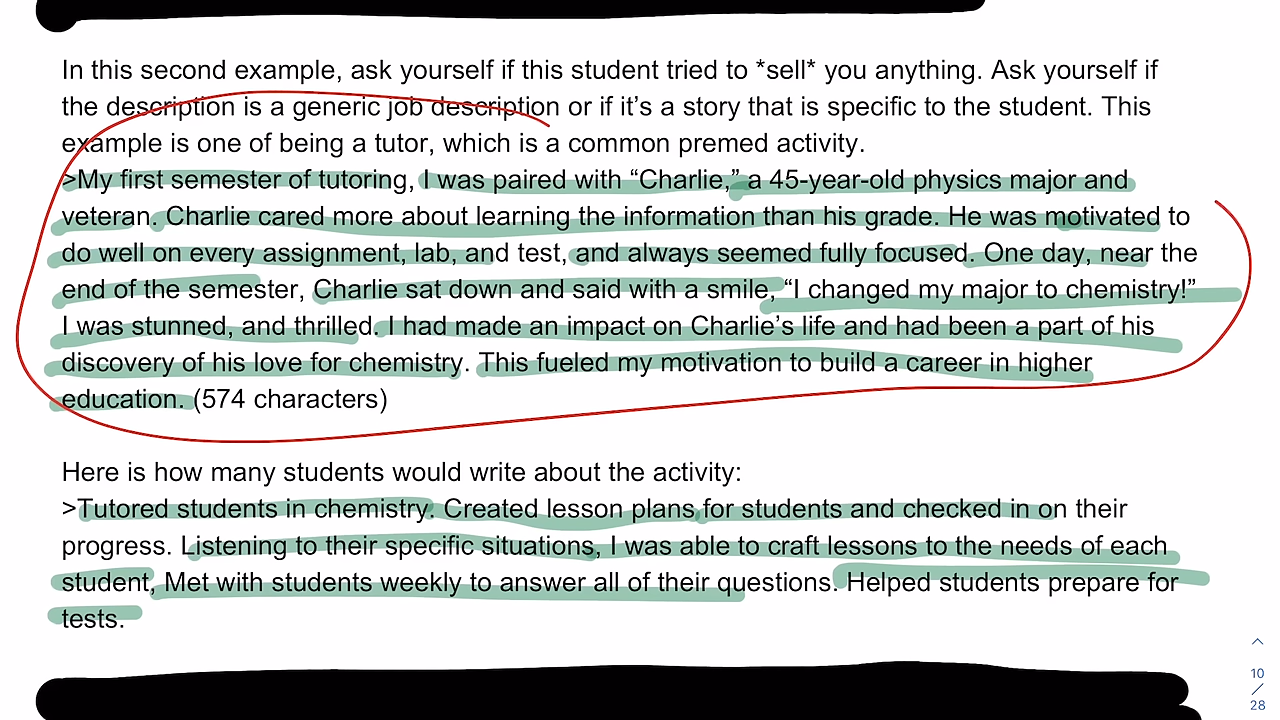 In this second example, ask yourself if this student tried to *sell* you anything. Ask yourself if
the description is a generic job description or if it’s a story that is specific to the student. This
example is one of being a tutor, which is a common premed activity.
>My first semester of tutoring, I was paired with “Charlie,” a 45-year-old physics major and
veteran. Charlie cared more about learning the information than his grade. He was motivated to
do well on every assignment, lab, and test, and always seemed fully focused. One day, near the
end of the semester, Charlie sat down and said with a smile, “I changed my major to chemistry!”
I was stunned, and thrilled. I had made an impact on Charlie’s life and had been a part of his
discovery of his love for chemistry. This fueled my motivation to build a career in higher
education. (574 characters)
Here is how many students would write about the activity:
>Tutored students in chemistry. Created lesson plans for students and checked in on their
progress. Listening to their specific situations, I was able to craft lessons to the needs of each
student, Met with students weekly to answer all of their questions. Helped students prepare for
tests.
10
/
28